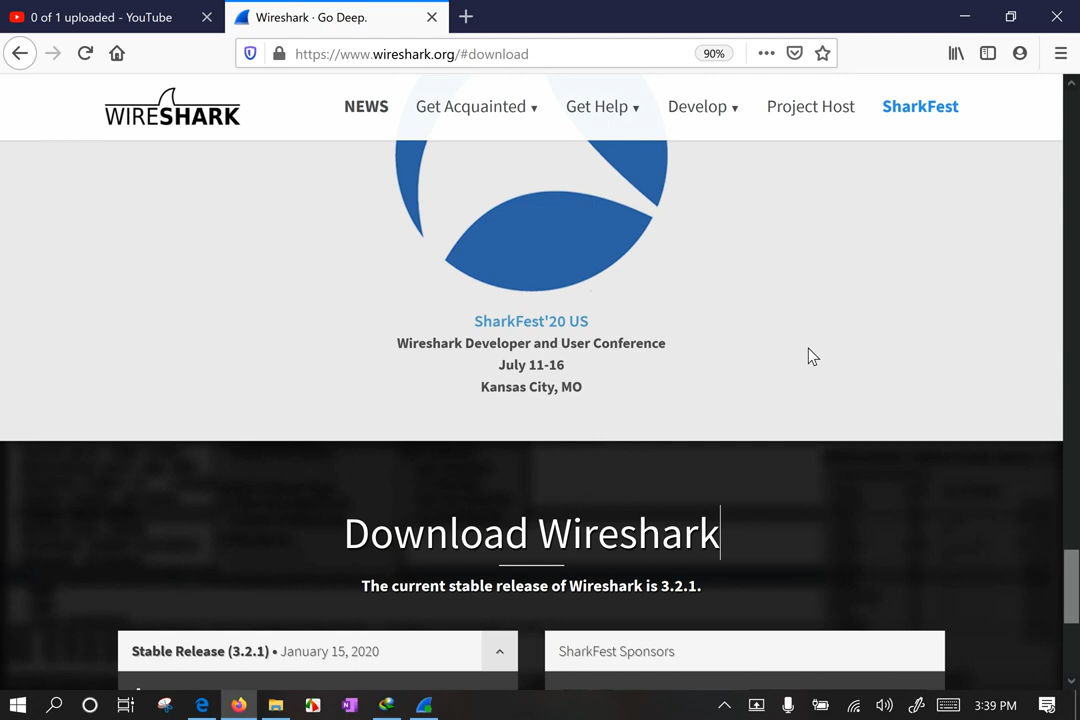 0 of 1 uploaded - YouTube
Wireshark · Go Deep.
https://www.wireshark.org/#download
90%
WIRESHARK
NEWS
Get Acquainted ▾
Get Help ▾
Develop ▾
Project Host
SharkFest
SharkFest'20 US
Wireshark Developer and User Conference
July 11-16
Kansas City, MO
Download Wireshark
The current stable release of Wireshark is 3.2.1.
Stable Release (3.2.1) • January 15, 2020
SharkFest Sponsors
3:39 PM